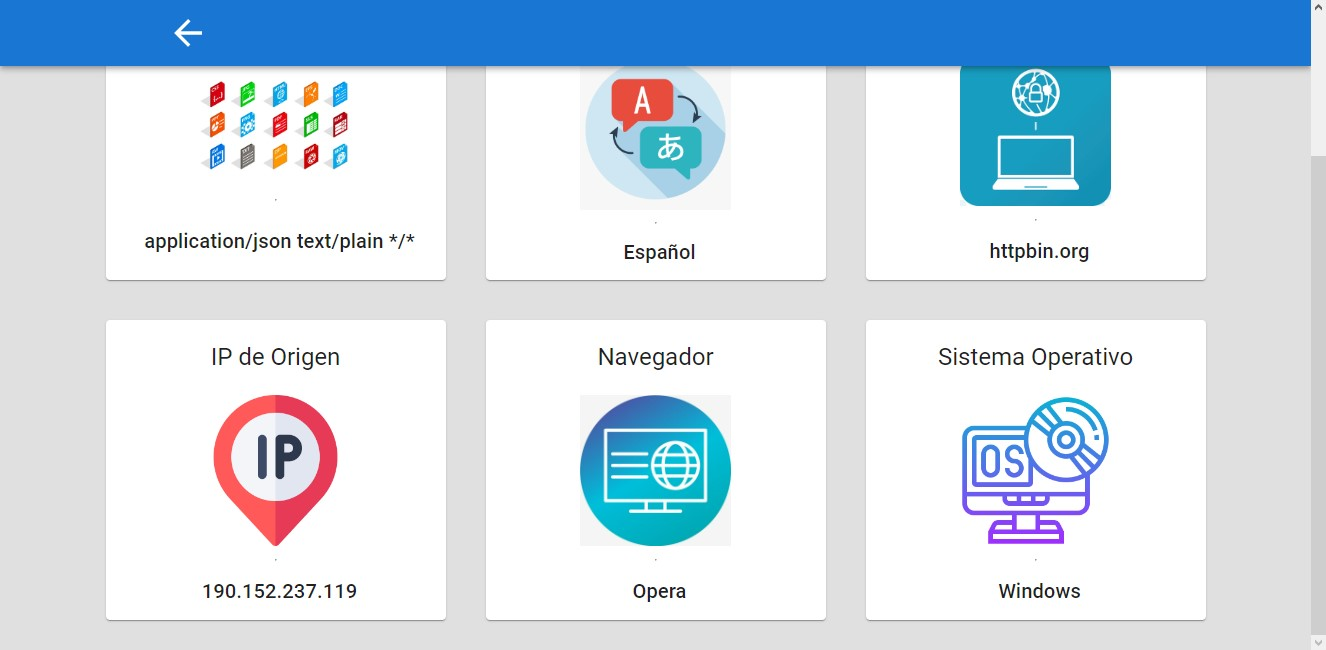 A
あ
application/json text/plain */*
Español
httpbin.org
IP de Origen
Navegador
Sistema Operativo
IP
OS
190.152.237.119
Opera
Windows